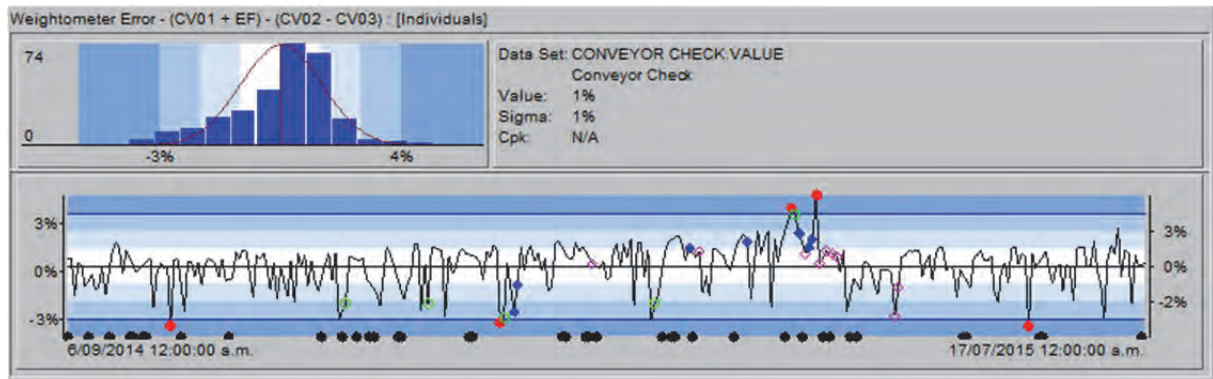 Weightometer Error - (CV01 + EF) - (CV02 - CV03) : [Individuals]
74
0
-3%
4%
Data Set: CONVEYOR CHECK.VALUE
Conveyor Check
Value: 1%
Sigma: 1%
Cpk: N/A
3%
0%
-3%
3%
0%
-2%
6/09/2014 12:00:00 a.m.
17/07/2015 12:00:00 a.m.